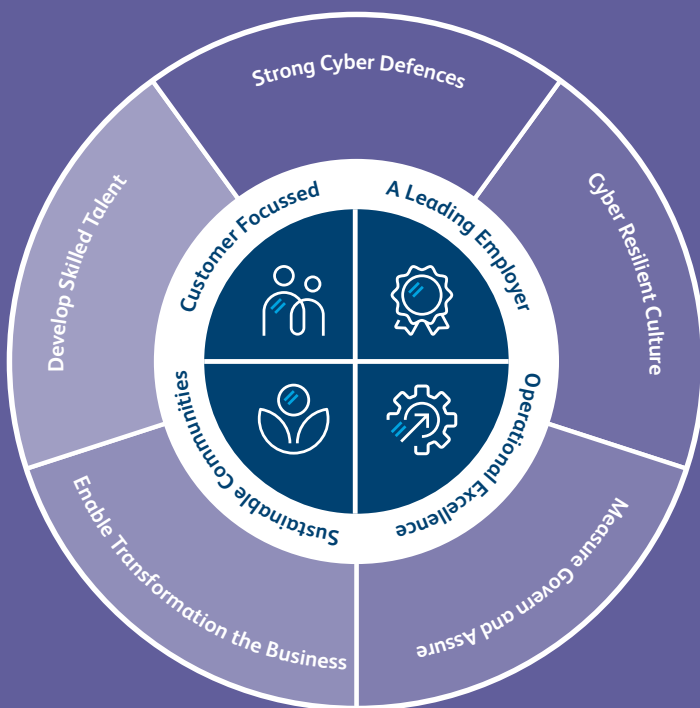 Strong Cyber Defences
Cyber Resilient Culture
Measure Govern and Assure
Enable Transformation the Business
Develop Skilled Talent
Customer Focussed
A Leading Employer
Operational Excellence
Sustainable Communities